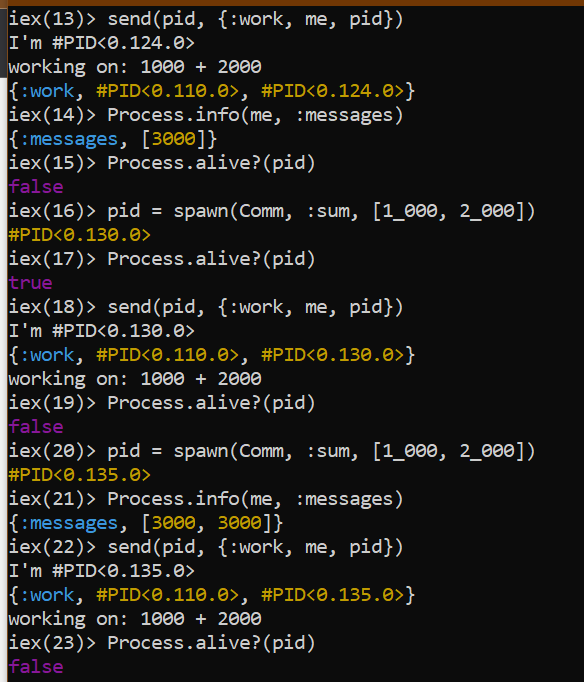 iex(13)> send(pid, {:work, me, pid})
I'm #PID<0.124.0>
working on: 1000 + 2000
{:work, #PID<0.110.0>, #PID<0.124.0>}
iex(14)> Process.info(me, :messages)
{:messages, [3000]}
iex(15)> Process.alive?(pid)
false
iex(16)> pid = spawn(Comm, :sum, [1_000, 2_000])
#PID<0.130.0>
iex(17)> Process.alive?(pid)
true
iex(18)> send(pid, {:work, me, pid})
I'm #PID<0.130.0>
{:work, #PID<0.110.0>, #PID<0.130.0>}
working on: 1000 + 2000
iex(19)> Process.alive?(pid)
false
iex(20)> pid = spawn(Comm, :sum, [1_000, 2_000])
#PID<0.135.0>
iex(21)> Process.info(me, :messages)
{:messages, [3000, 3000]}
iex(22)> send(pid, {:work, me, pid})
I'm #PID<0.135.0>
{:work, #PID<0.110.0>, #PID<0.135.0>}
working on: 1000 + 2000
iex(23)> Process.alive?(pid)
false